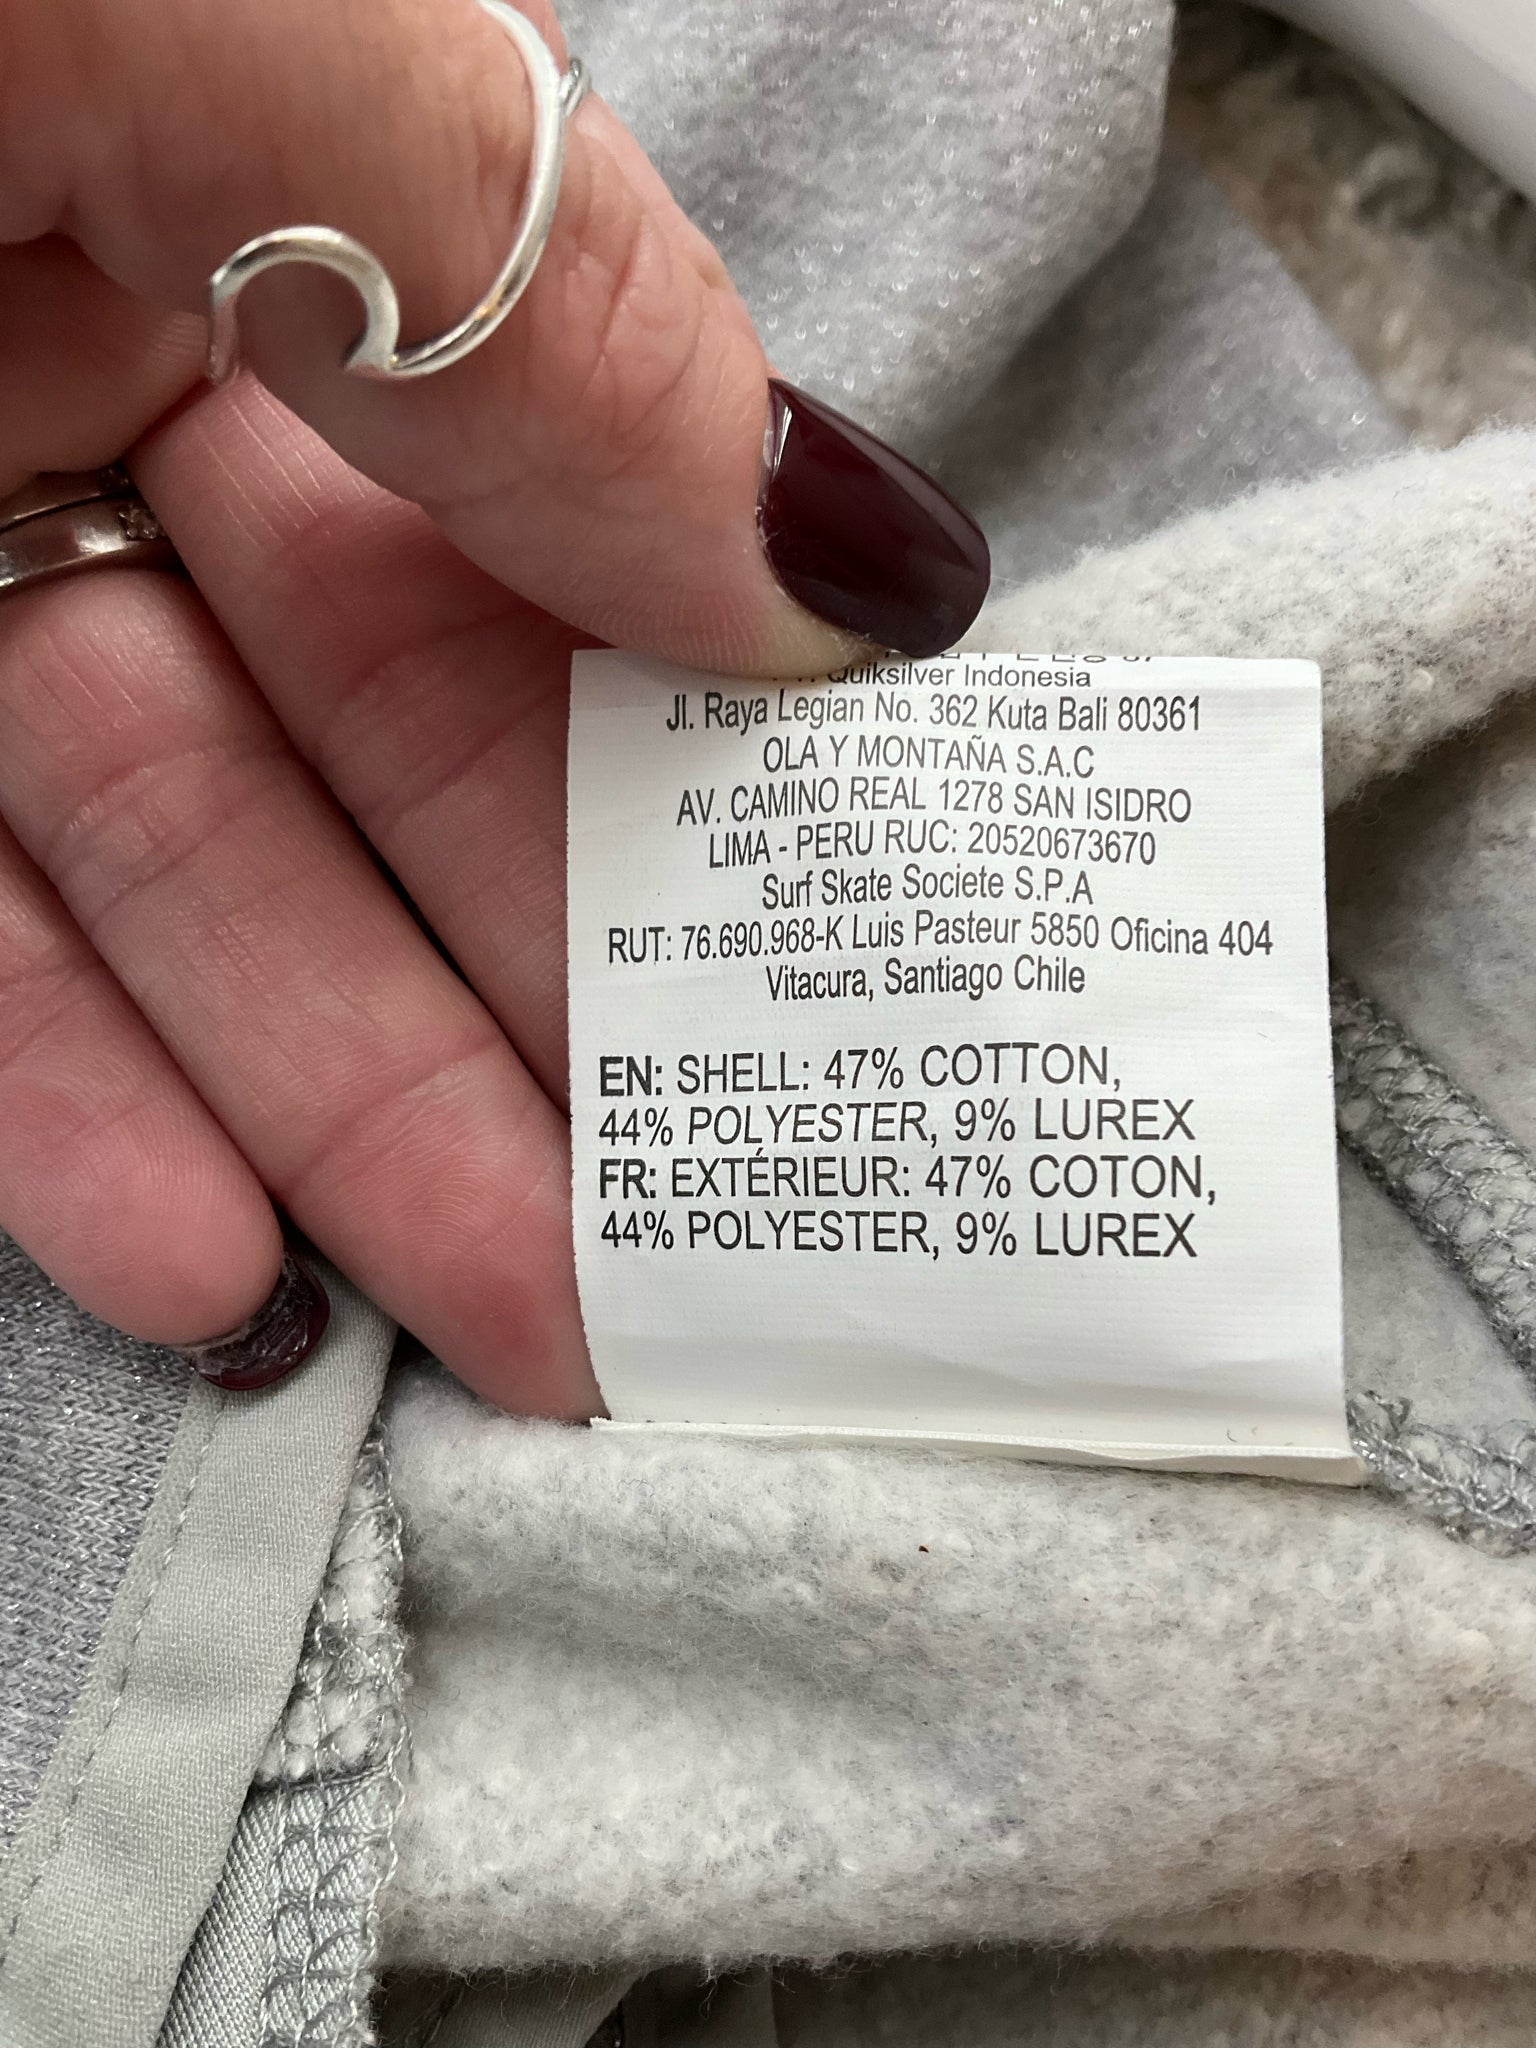 Quiksilver Indonesia
Jl. Raya Legian No. 362 Kuta Bali 80361
OLA Y MONTAÑA S.A.C
AV. CAMINO REAL 1278 SAN ISIDRO
LIMA - PERU RUC: 20520673670
Surf Skate Societe S.P.A
RUT: 76.690.968-K Luis Pasteur 5850 Oficina 404
Vitacura, Santiago Chile
EN: SHELL: 47% COTTON,
44% POLYESTER, 9% LUREX
FR: EXTÉRIEUR: 47% COTON,
44% POLYESTER, 9% LUREX